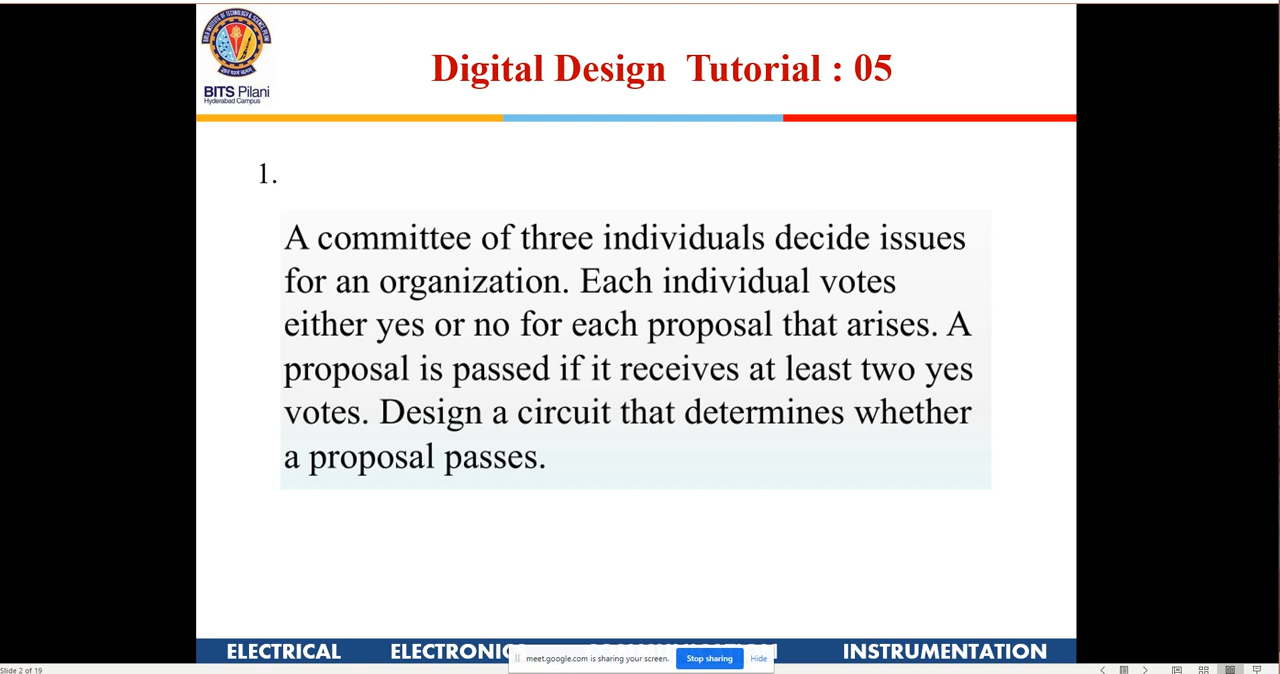 Digital Design Tutorial : 05
BITS Pilani
Hyderabad Campus
1.
A committee of three individuals decide issues
for an organization. Each individual votes
either yes or no for each proposal that arises. A
proposal is passed if it receives at least two yes
votes. Design a circuit that determines whether
a proposal passes.
ELECTRICAL ELECTRONIC INSTRUMENTATION
meet.google.com is sharing your screen. Stop sharing Hide
Slide 2 of 19